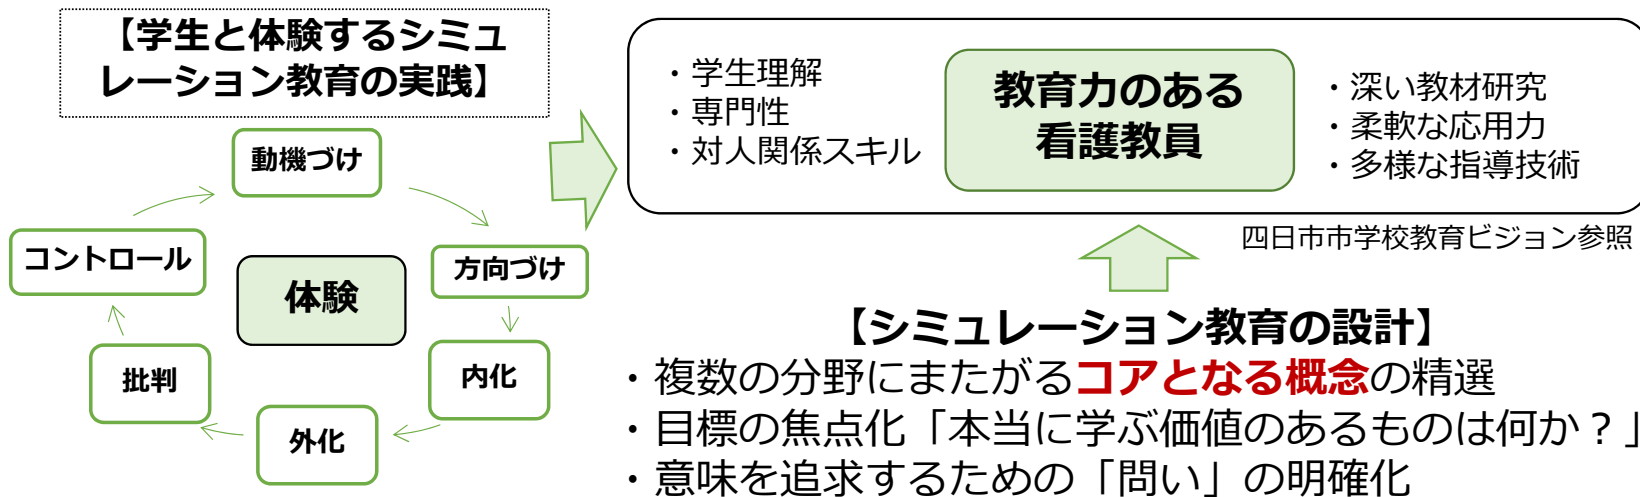 【学生と体験するシミュ
レーション教育の実践】
動機づけ
方向づけ
内化
外化
批判
コントロール
体験
・学生理解
・専門性
・対人関係スキル
教育力のある
看護教員
・深い教材研究
・柔軟な応用力
・多様な指導技術
四日市市学校教育ビジョン参照
【シミュレーション教育の設計】
・複数の分野にまたがるコアとなる概念の精選
・目標の焦点化「本当に学ぶ価値のあるものは何か？」
・意味を追求するための「問い」の明確化